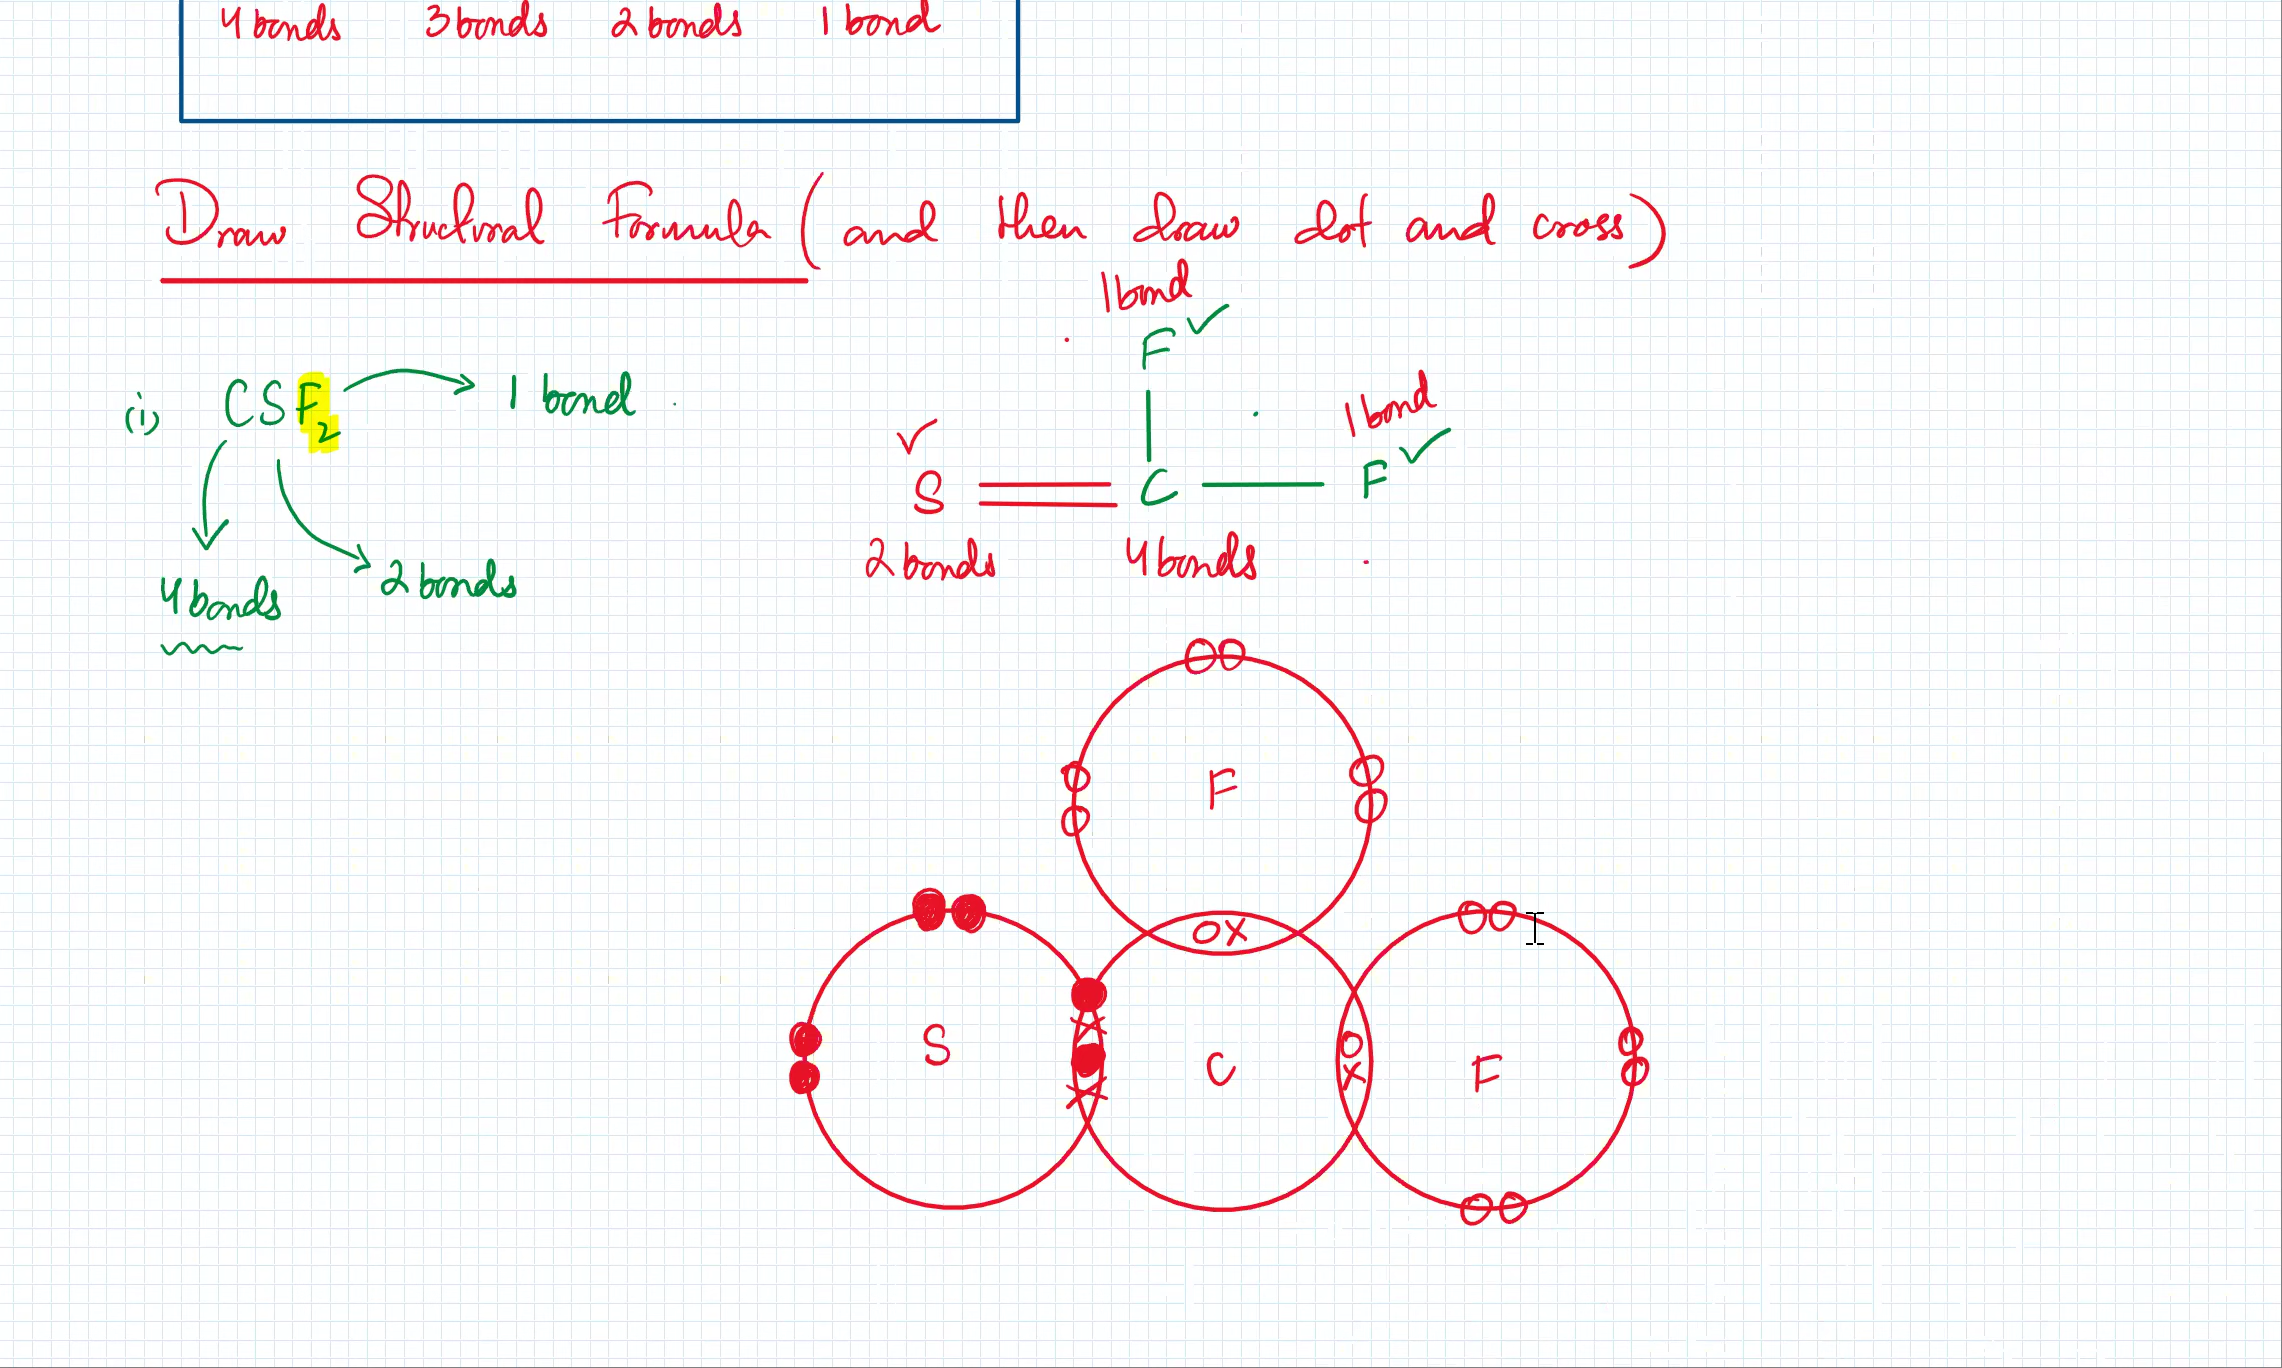 4 bonds 3 bonds 2 bonds 1 bond
Draw Structural Formula (and then draw dot and cross)
1 bond
F
(i) CSF2 1 bond
1 bond
S C F
2 bonds 4 bonds
4 bonds 2 bonds
F
OX
S C O X F